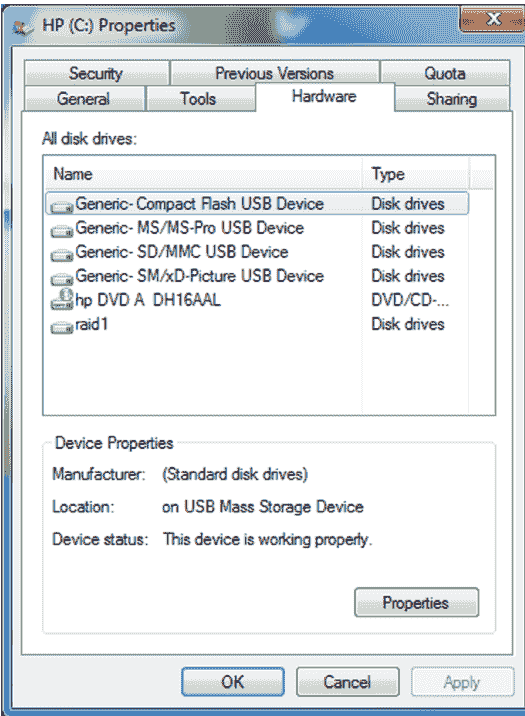 HP (C:) Properties
Security Previous Versions Quota
General Tools Hardware Sharing
All disk drives:
Name Type
Generic- Compact Flash USB Device Disk drives
Generic- MS/MS-Pro USB Device Disk drives
Generic- SD/MMC USB Device Disk drives
Generic- SM/xD-Picture USB Device Disk drives
hp DVD A DH16AAL DVD/CD-...
raid1 Disk drives
Device Properties
Manufacturer: (Standard disk drives)
Location: on USB Mass Storage Device
Device status: This device is working properly.
Properties
OK Cancel Apply